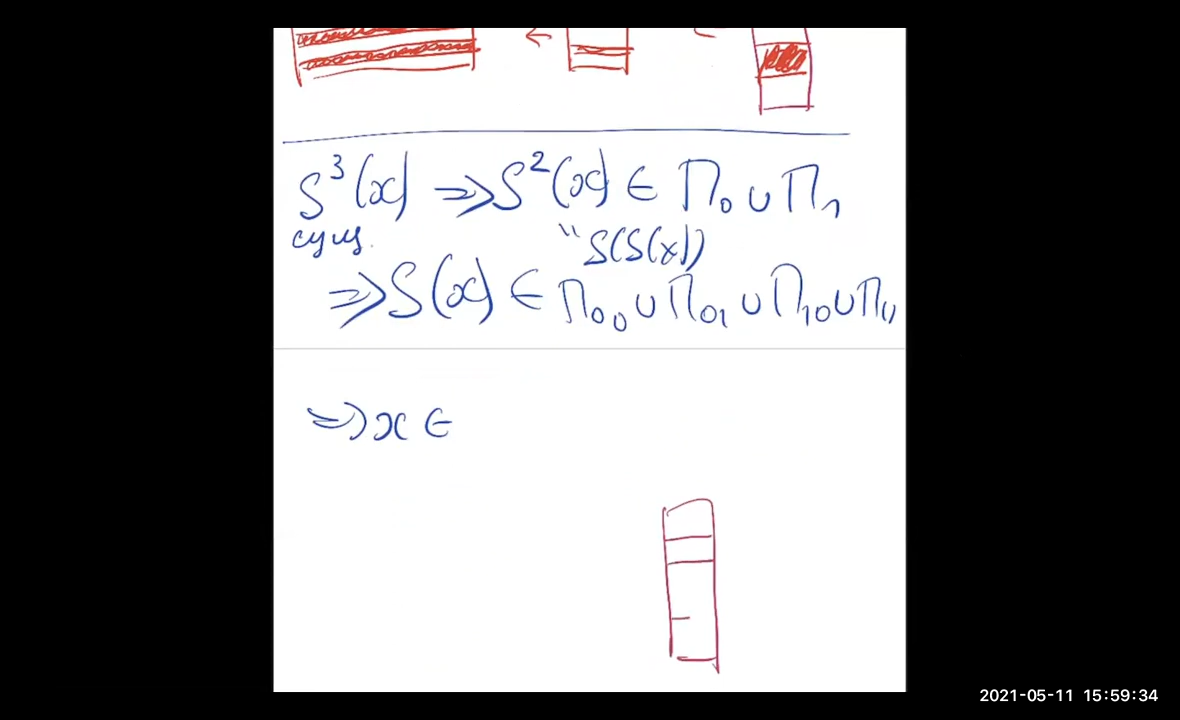 S³(x) ⇒ S²(x) ∈ Π₀ ∪ Π₁
сущ. " S(S(x))
⇒ S(x) ∈ Π₀₀ ∪ Π₀₁ ∪ Π₁₀ ∪ Π₁₁
⇒ x ∈
2021-05-11 15:59:34